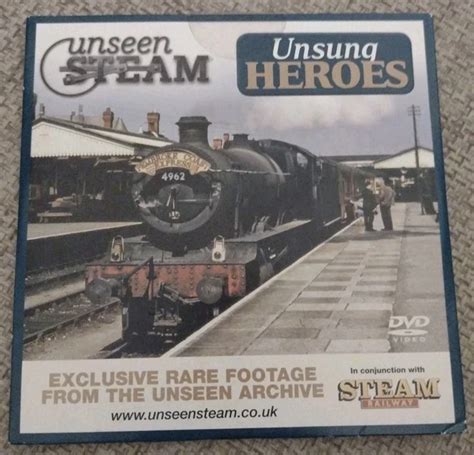 unseen
STEAM
Unsung
HEROES
4962
DVD
VIDEO
EXCLUSIVE RARE FOOTAGE
FROM THE UNSEEN ARCHIVE
www.unseensteam.co.uk
In conjunction with
STEAM
RAILWAY